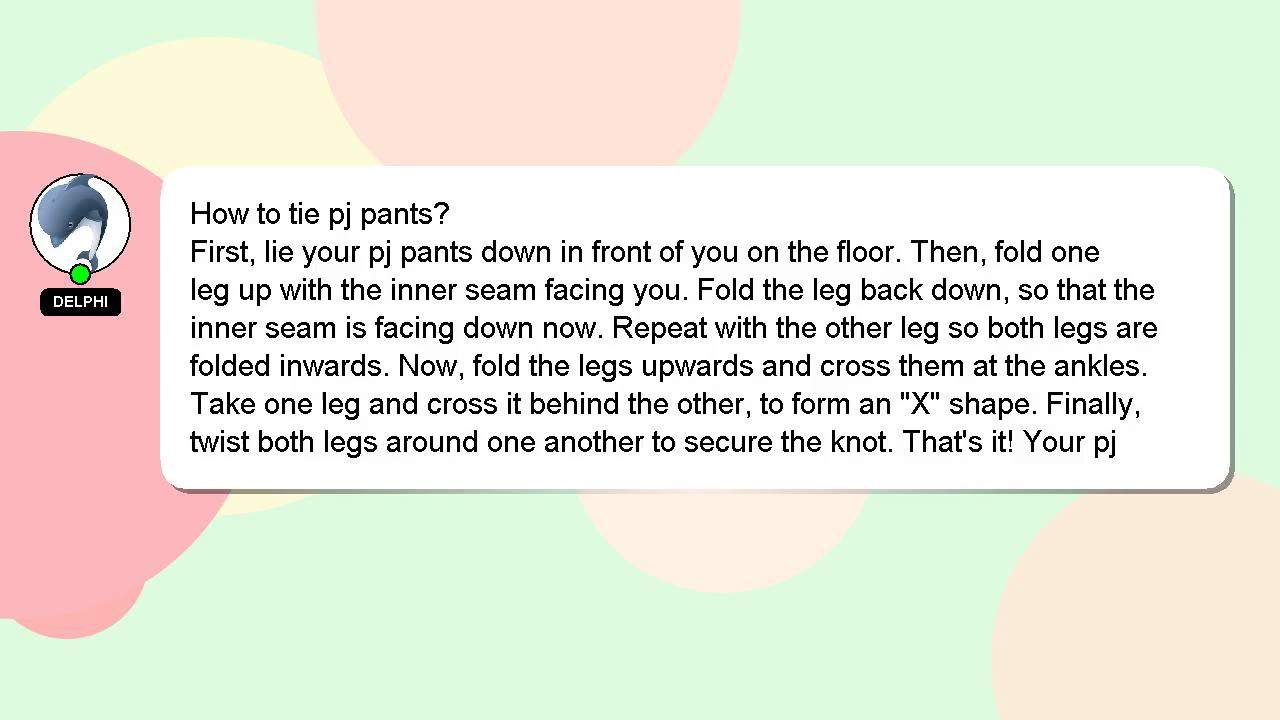 DELPHI
How to tie pj pants?
First, lie your pj pants down in front of you on the floor. Then, fold one
leg up with the inner seam facing you. Fold the leg back down, so that the
inner seam is facing down now. Repeat with the other leg so both legs are
folded inwards. Now, fold the legs upwards and cross them at the ankles.
Take one leg and cross it behind the other, to form an "X" shape. Finally,
twist both legs around one another to secure the knot. That's it! Your pj